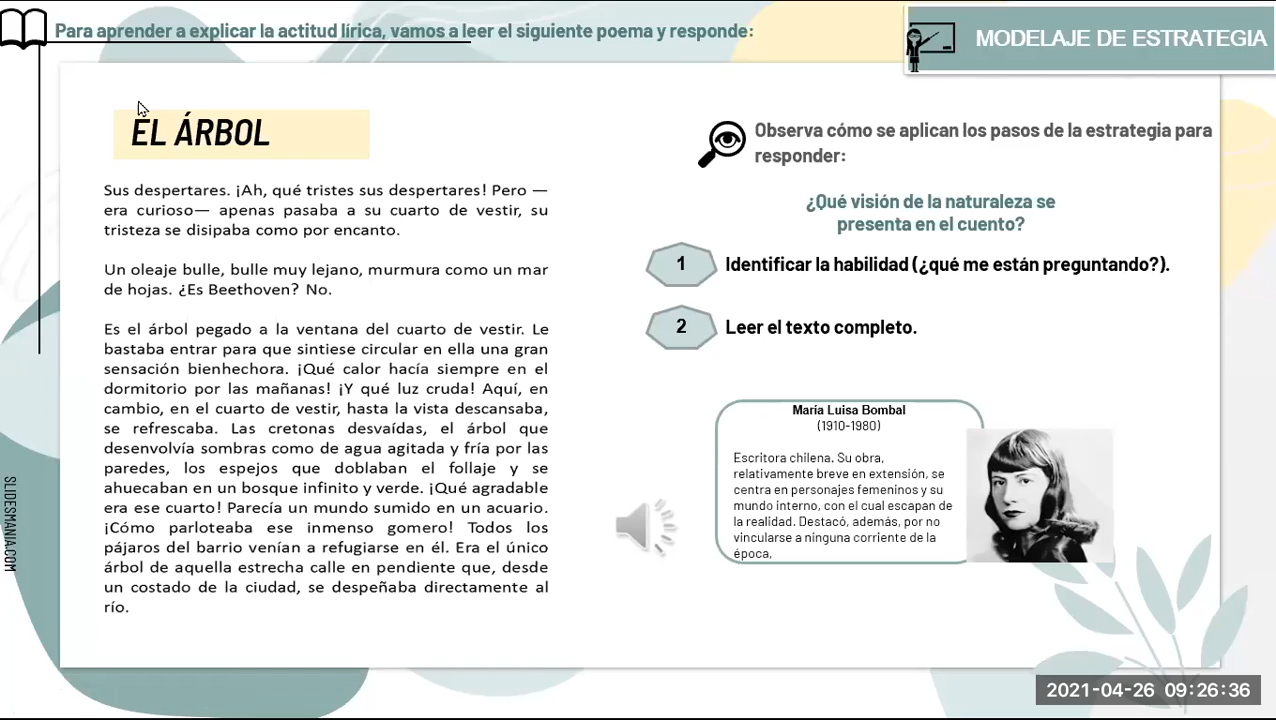 Para aprender a explicar la actitud lírica, vamos a leer el siguiente poema y responde:
MODELAJE DE ESTRATEGIA
EL ÁRBOL
Sus despertares. ¡Ah, qué tristes sus despertares! Pero —
era curioso— apenas pasaba a su cuarto de vestir, su
tristeza se disipaba como por encanto.
Un oleaje bulle, bulle muy lejano, murmura como un mar
de hojas. ¿Es Beethoven? No.
Es el árbol pegado a la ventana del cuarto de vestir. Le
bastaba entrar para que sintiese circular en ella una gran
sensación bienhechora. ¡Qué calor hacía siempre en el
dormitorio por las mañanas! ¡Y qué luz cruda! Aquí, en
cambio, en el cuarto de vestir, hasta la vista descansaba,
se refrescaba. Las cretonas desvaídas, el árbol que
desenvolvía sombras como de agua agitada y fría por las
paredes, los espejos que doblaban el follaje y se
ahuecaban en un bosque infinito y verde. ¡Qué agradable
era ese cuarto! Parecía un mundo sumido en un acuario.
¡Cómo parloteaba ese inmenso gomero! Todos los
pájaros del barrio venían a refugiarse en él. Era el único
árbol de aquella estrecha calle en pendiente que, desde
un costado de la ciudad, se despeñaba directamente al
río.
Observa cómo se aplican los pasos de la estrategia para
responder:
¿Qué visión de la naturaleza se
presenta en el cuento?
1 Identificar la habilidad (¿qué me están preguntando?).
2 Leer el texto completo.
María Luisa Bombal
(1910-1980)
Escritora chilena. Su obra,
relativamente breve en extensión, se
centra en personajes femeninos y su
mundo interno, con el cual escapan de
la realidad. Destacó, además, por no
vincularse a ninguna corriente de la
época,
SLIDESMANIA.COM
2021-04-26 09:26:36